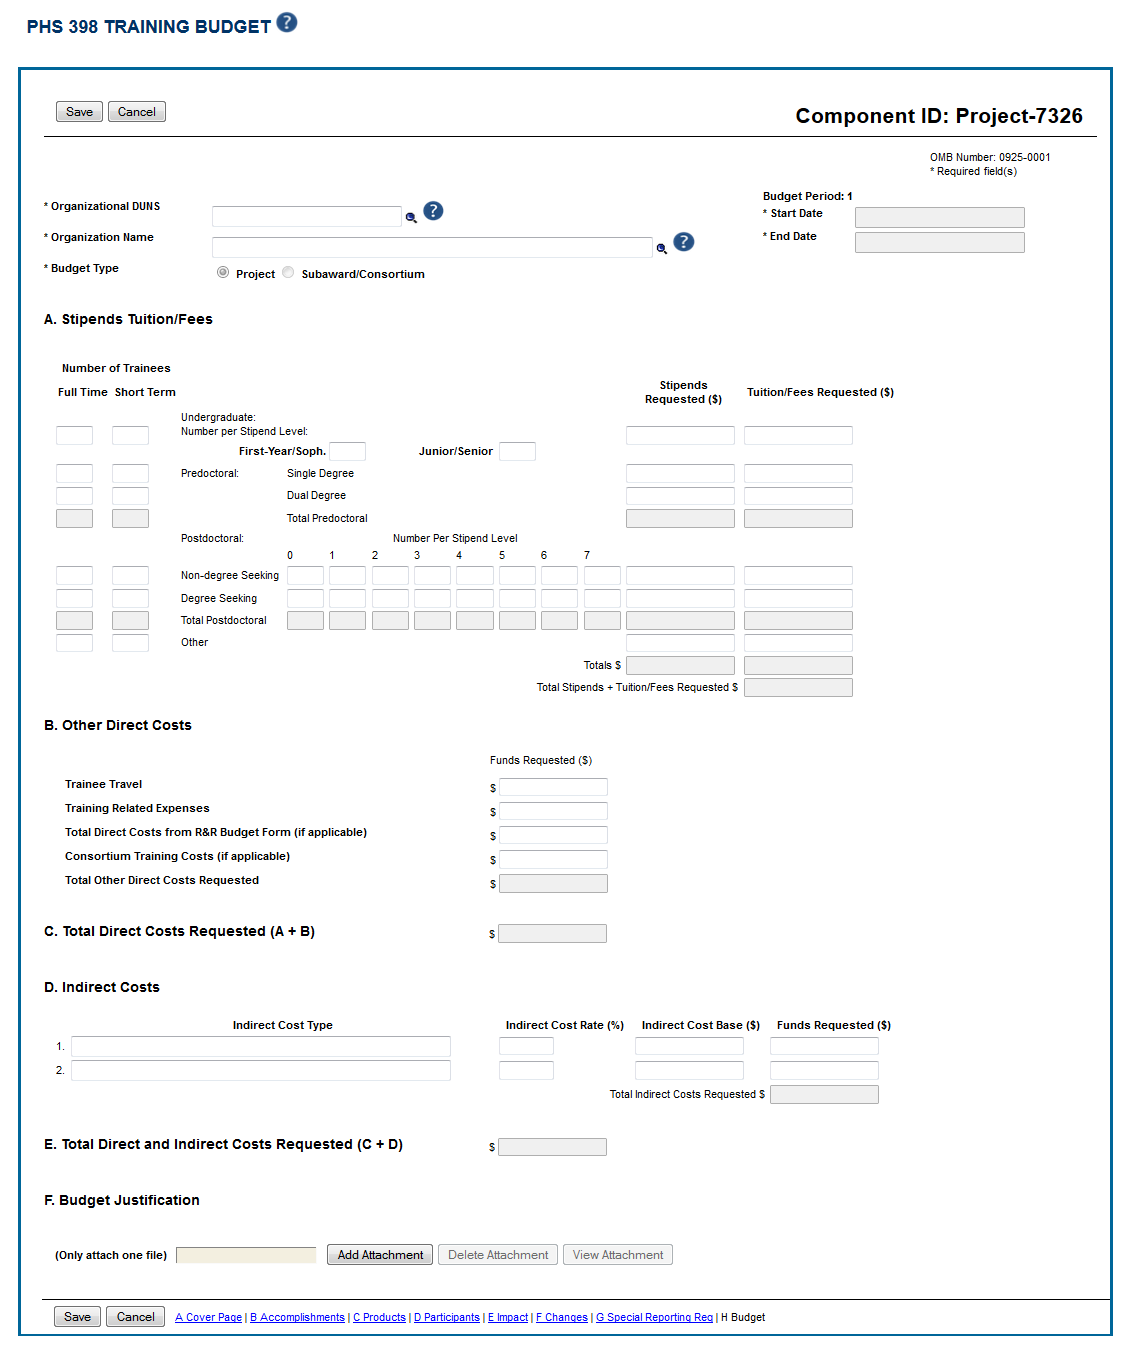 PHS 398 TRAINING BUDGET ?
Save Cancel
Component ID: Project-7326
OMB Number: 0925-0001
* Required field(s)
Budget Period: 1
* Organizational DUNS ?
* Start Date
* Organization Name ?
* End Date
* Budget Type Project Subaward/Consortium
A. Stipends Tuition/Fees
Number of Trainees
Full Time Short Term
Stipends
Requested ($)
Tuition/Fees Requested ($)
Undergraduate:
Number per Stipend Level:
First-Year/Soph. Junior/Senior
Predoctoral: Single Degree
Dual Degree
Total Predoctoral
Postdoctoral: Number Per Stipend Level
0 1 2 3 4 5 6 7
Non-degree Seeking
Degree Seeking
Total Postdoctoral
Other
Totals $
Total Stipends + Tuition/Fees Requested $
B. Other Direct Costs
Funds Requested ($)
Trainee Travel $
Training Related Expenses $
Total Direct Costs from R&R Budget Form (if applicable) $
Consortium Training Costs (if applicable) $
Total Other Direct Costs Requested $
C. Total Direct Costs Requested (A + B) $
D. Indirect Costs
Indirect Cost Type Indirect Cost Rate (%) Indirect Cost Base ($) Funds Requested ($)
1.
2.
Total Indirect Costs Requested $
E. Total Direct and Indirect Costs Requested (C + D) $
F. Budget Justification
(Only attach one file) Add Attachment Delete Attachment View Attachment
Save Cancel A Cover Page | B Accomplishments | C Products | D Participants | E Impact | F Changes | G Special Reporting Req | H Budget